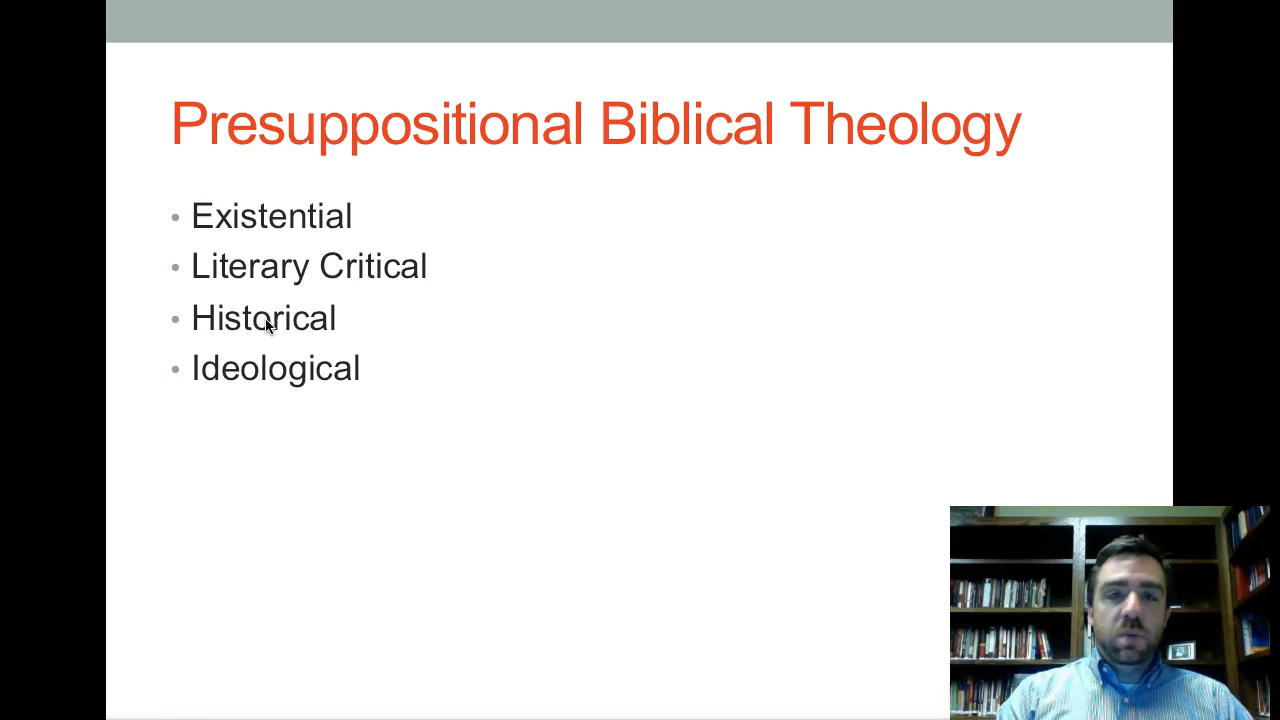 Presuppositional Biblical Theology
• Existential
• Literary Critical
• Historical
• Ideological